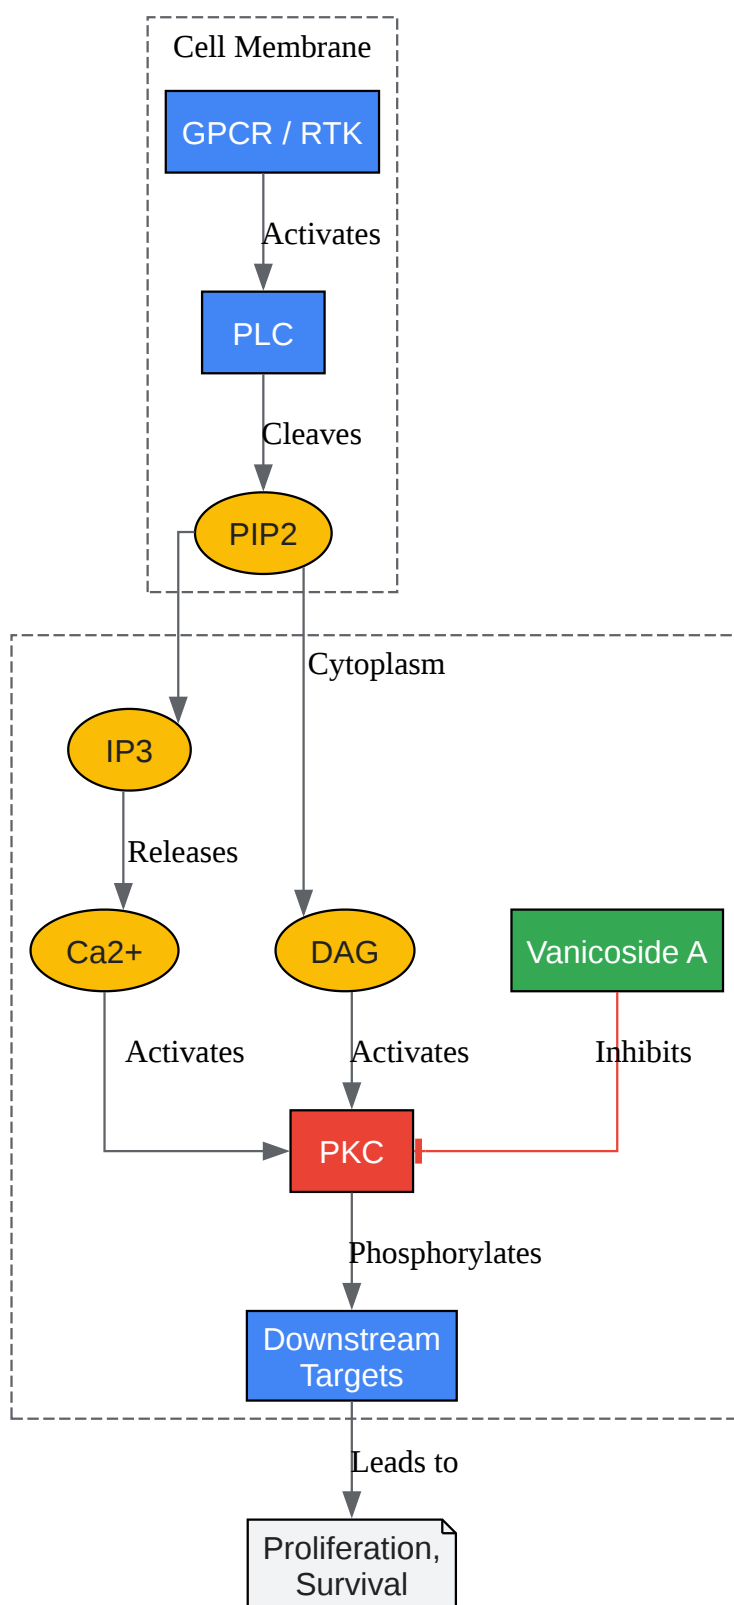 Cell Membrane
GPCR / RTK
Activates
PLC
Cleaves
PIP2
Cytoplasm
IP3
Releases
Ca2+
DAG
Vanicoside A
Activates
Activates
Inhibits
PKC
Phosphorylates
Downstream
Targets
Leads to
Proliferation,
Survival